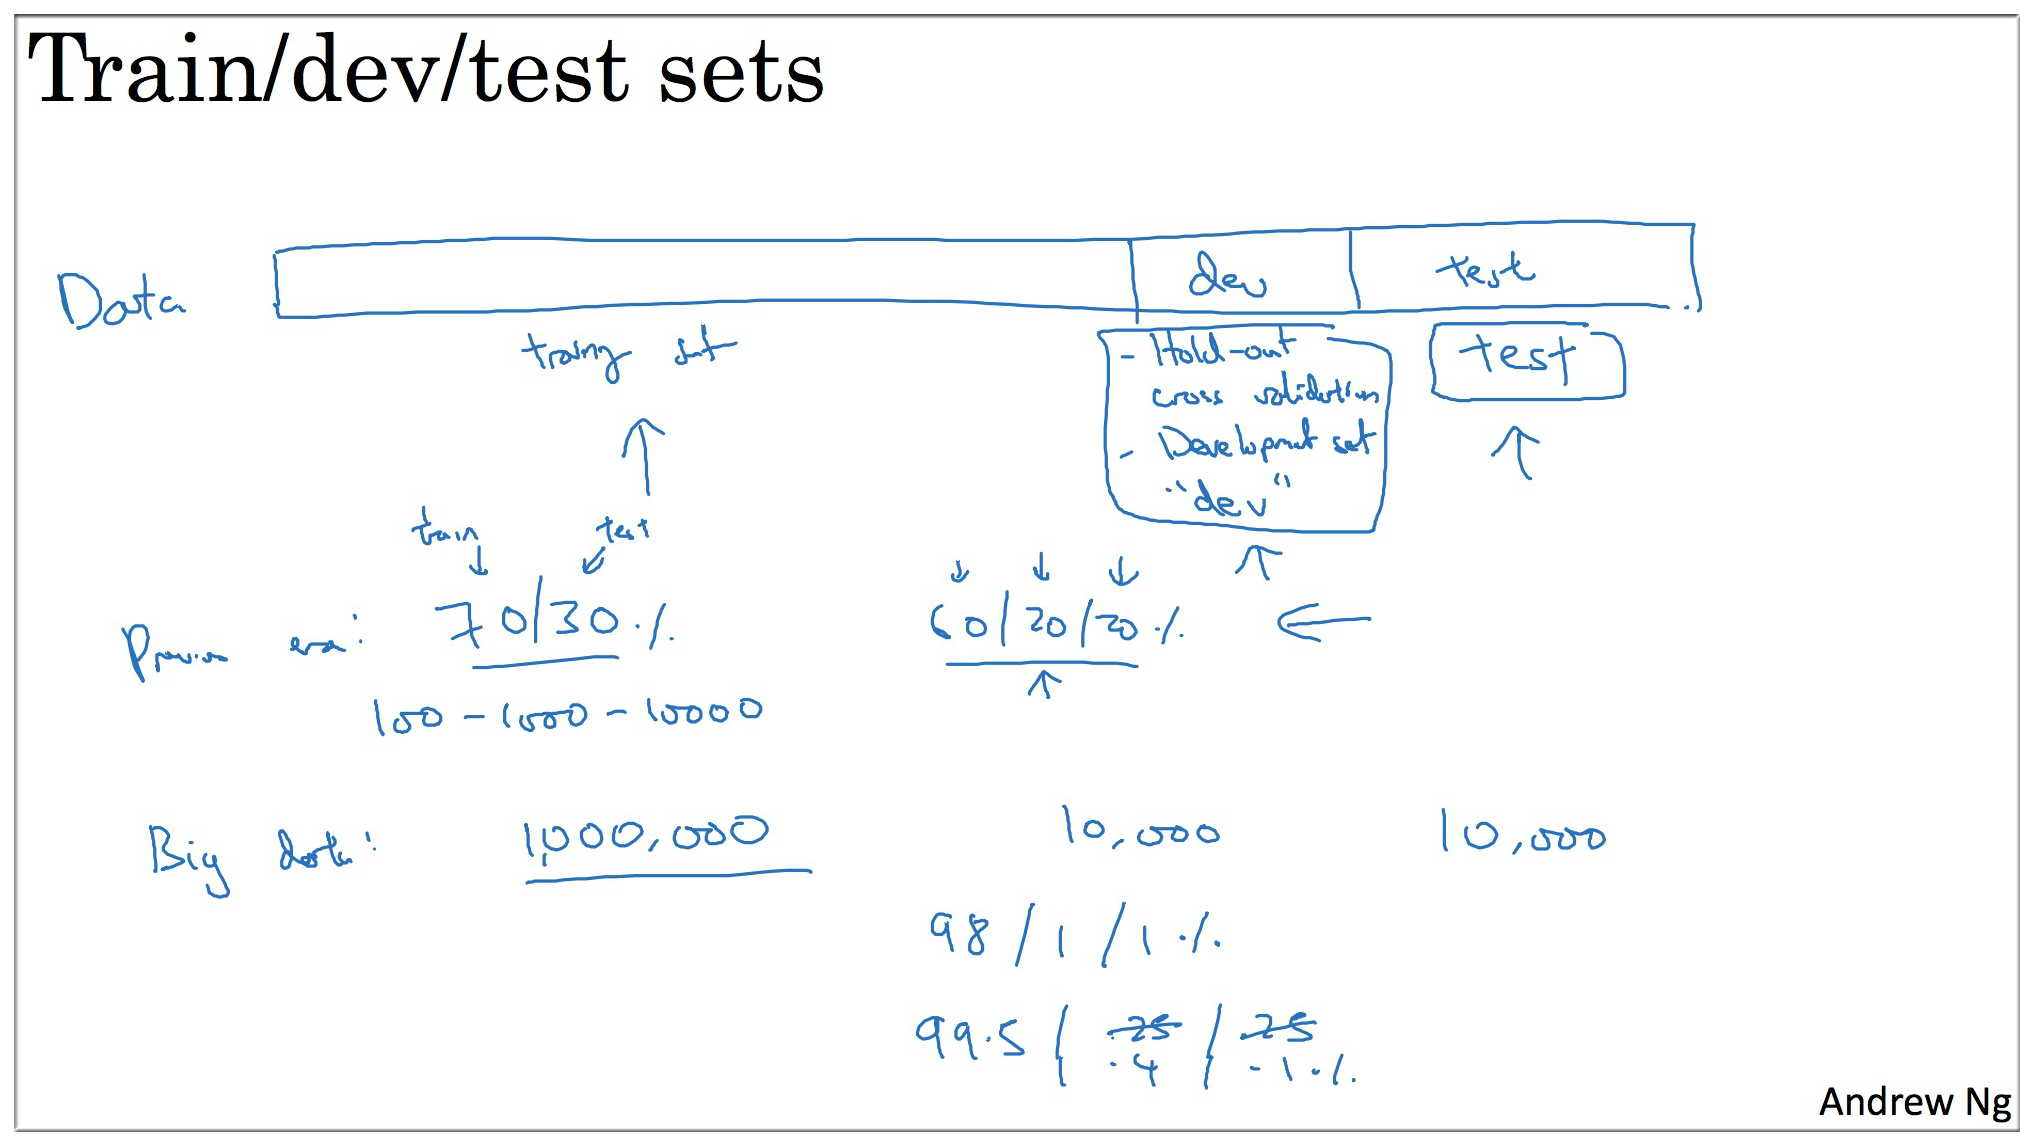 Train/dev/test sets
Data
dev
test
training set
- Hold-out
cross validation
- Development set
"dev"
test
train
test
Previous era:
70/30%
60/20/20%
100-1000-10000
Big data:
1,000,000
10,000
10,000
98/1/1%
99.5/.25/.25
.4 .1%
Andrew Ng